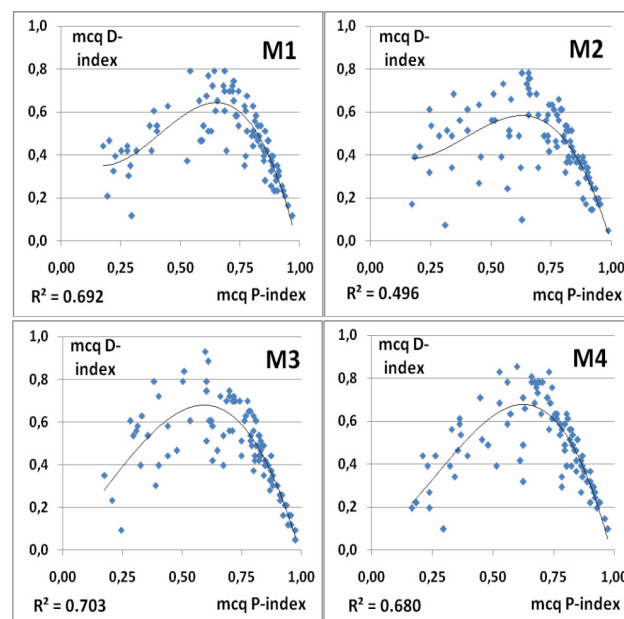 1,0
mcq D-
index
M1
0,8
0,6
0,4
0,2
0,0
0,00 0,25 0,50 0,75 1,00
R² = 0.692 mcq P-index
1,0
mcq D-
index
M2
0,8
0,6
0,4
0,2
0,0
0,00 0,25 0,50 0,75 1,00
R² = 0.496 mcq P-index
1,0
mcq D-
index
M3
0,8
0,6
0,4
0,2
0,0
0,00 0,25 0,50 0,75 1,00
R² = 0.703 mcq P-index
1,0
mcq D-
index
M4
0,8
0,6
0,4
0,2
0,0
0,00 0,25 0,50 0,75 1,00
R² = 0.680 mcq P-index